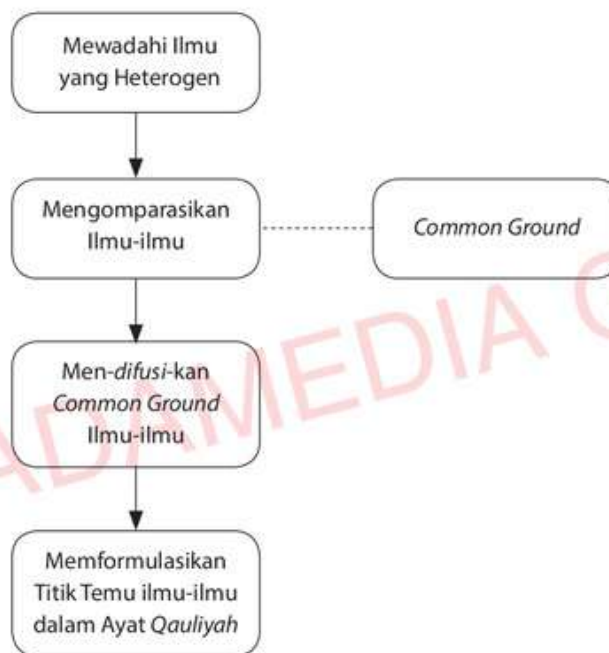 Mewadahi Ilmu
yang Heterogen
Mengomparasikan
Ilmu-ilmu
Common Ground
Men-difusi-kan
Common Ground
Ilmu-ilmu
Memformulasikan
Titik Temu ilmu-ilmu
dalam Ayat Qauliyah
ADAMEDIA